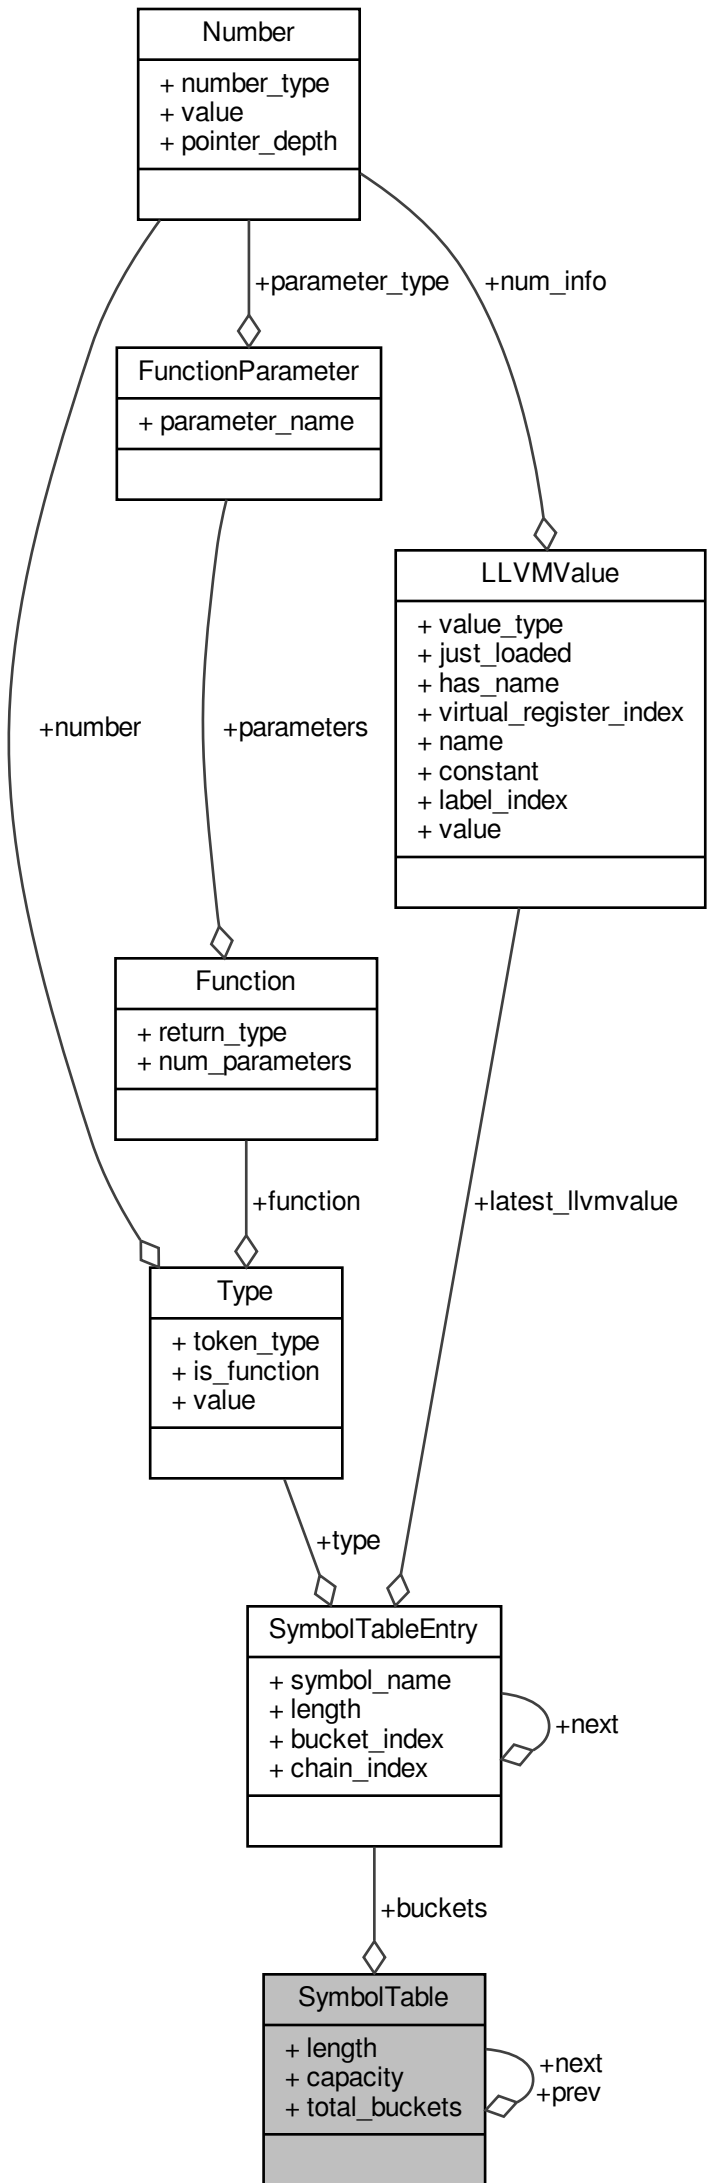 Number
+ number_type
+ value
+ pointer_depth
+parameter_type
+num_info
FunctionParameter
+ parameter_name
LLVMValue
+ value_type
+ just_loaded
+ has_name
+ virtual_register_index
+ name
+ constant
+ label_index
+ value
+number
+parameters
Function
+ return_type
+ num_parameters
+function
+latest_llvmvalue
Type
+ token_type
+ is_function
+ value
+type
SymbolTableEntry
+ symbol_name
+ length
+ bucket_index
+ chain_index
+next
+buckets
SymbolTable
+ length
+ capacity
+ total_buckets
+next
+prev